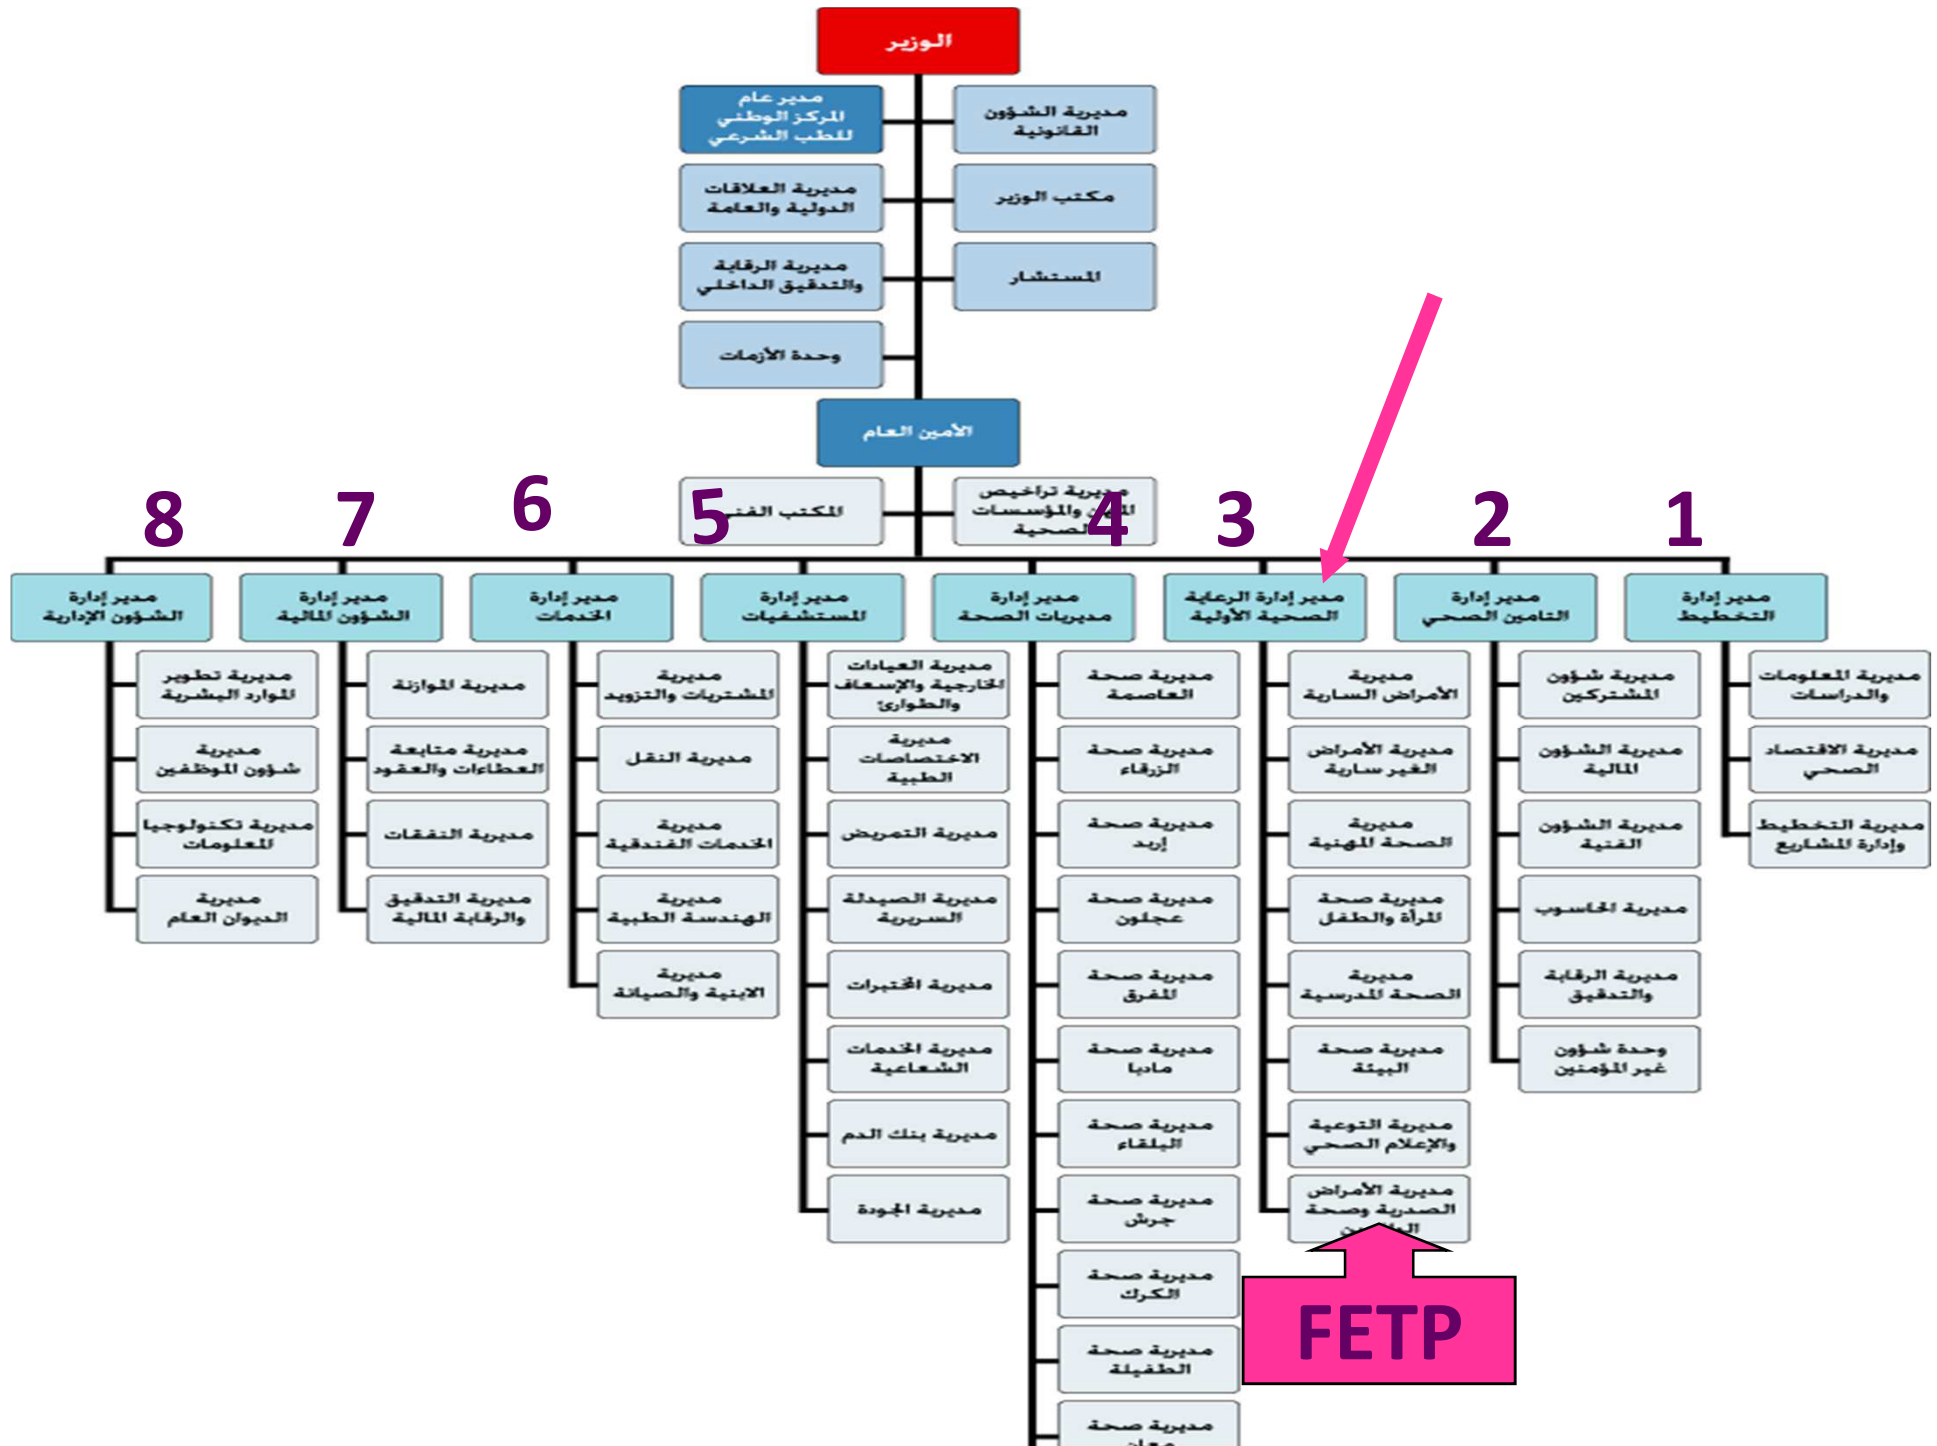 الوزير
مديرية الشؤون
القانونية
مدير عام
المركز الوطني
للطب الشرعي
مكتب الوزير
مديرية العلاقات
الدولية والعامة
المستشار
مديرية الرقابة
والتدقيق الداخلي
وحدة الأزمات
الأمين العام
مديرية تراخيص
المهن والمؤسسات
الصحية
المكتب الفني
1
2
3
4
5
6
7
8
مدير إدارة
التخطيط
مديرية المعلومات
والدراسات
مديرية الاقتصاد
الصحي
مديرية التخطيط
وإدارة المشاريع
مدير إدارة
التامين الصحي
مديرية شؤون
المشتركين
مديرية الشؤون
المالية
مديرية الشؤون
الفنية
مديرية الحاسوب
مديرية الرقابة
والتدقيق
وحدة شؤون
غير المؤمنين
مدير إدارة الرعاية
الصحية الأولية
مديرية
الأمراض السارية
مديرية الأمراض
الغير سارية
مديرية
الصحة المهنية
مديرية صحة
المرأة والطفل
مديرية
الصحة المدرسية
مديرية صحة
البيئة
مديرية التوعية
والإعلام الصحي
مديرية الأمراض
الصدرية وصحة
FETP
مدير إدارة
مديريات الصحة
مديرية صحة
العاصمة
مديرية صحة
الزرقاء
مديرية صحة
إربد
مديرية صحة
عجلون
مديرية صحة
المفرق
مديرية صحة
مادبا
مديرية صحة
البلقاء
مديرية صحة
جرش
مديرية صحة
الكرك
مديرية صحة
الطفيلة
مديرية صحة
معان
مدير إدارة
المستشفيات
مديرية العيادات
الخارجية والإسعاف
والطوارئ
مديرية
الاختصاصات
الطبية
مديرية التمريض
مديرية الصيدلة
السريرية
مديرية المختبرات
مديرية الخدمات
الشعاعية
مديرية بنك الدم
مديرية الجودة
مدير إدارة
الخدمات
مديرية
المشتريات والتزويد
مديرية النقل
مديرية
الخدمات الفندقية
مديرية
الهندسة الطبية
مديرية
الابنية والصيانة
مدير إدارة
الشؤون المالية
مديرية الموازنة
مديرية متابعة
العطاءات والعقود
مديرية النفقات
مديرية التدقيق
والرقابة المالية
مدير إدارة
الشؤون الإدارية
مديرية تطوير
الموارد البشرية
مديرية
شؤون الموظفين
مديرية تكنولوجيا
المعلومات
مديرية
الديوان العام